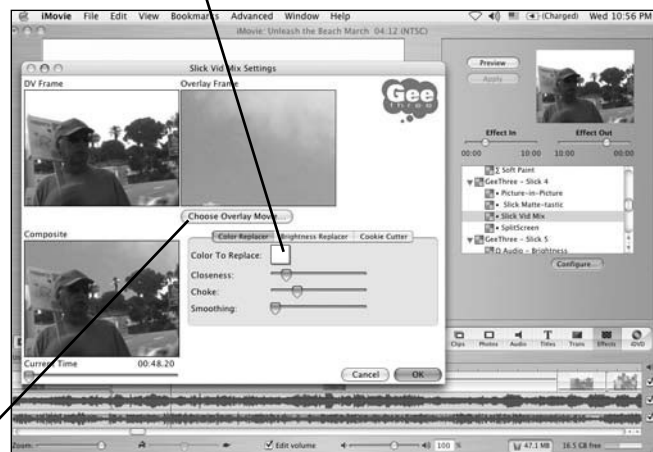 iMovie File Edit View Bookmarks Advanced Window Help (Charged) Wed 10:56 PM
iMovie: Unleash the Beach March 04:12 (NTSC)
Slick Vid Mix Settings
DV Frame Overlay Frame
Gee three
Choose Overlay Movie...
Composite
Color Replacer Brightness Replacer Cookie Cutter
Color To Replace:
Closeness:
Choke:
Smoothing:
Current Time 00:48.20
Cancel OK
Preview
Apply
Effect In Effect Out
00:00 10:00 10:00 00:00
Σ Soft Paint
GeeThree - Slick 4
• Picture-in-Picture
• Slick Matte-tastic
• Slick Vid Mix
• SplitScreen
GeeThree - Slick 5
Ω Audio - Brightness
Configure...
Clips Photos Audio Titles Trans Effects iDVD
Zoom: Edit volume 100 % 47.1 MB 16.5 GB free